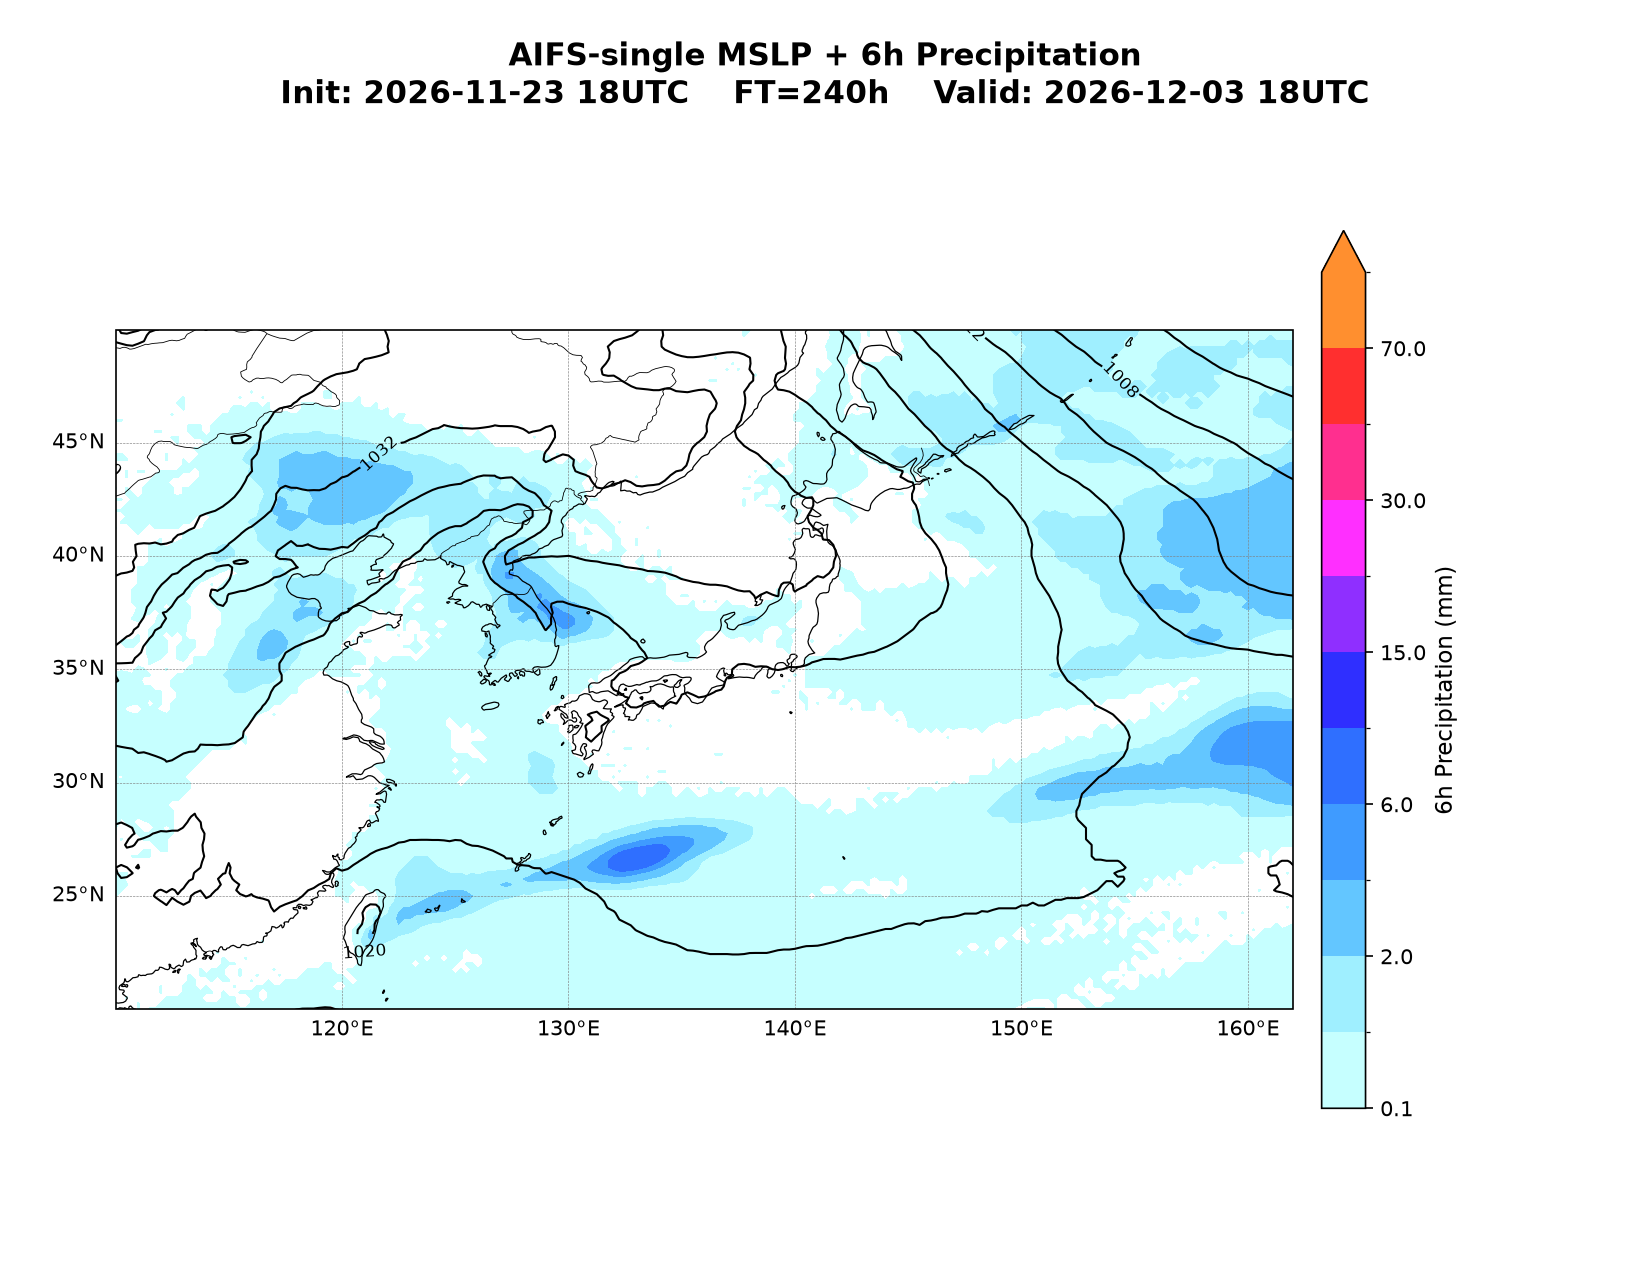 AIFS-single MSLP + 6h Precipitation
Init: 2026-11-23 18UTC    FT=240h    Valid: 2026-12-03 18UTC
70.0
30.0
15.0
6.0
2.0
0.1
6h Precipitation (mm)
45°N
40°N
35°N
30°N
25°N
1032
1008
1020
120°E
130°E
140°E
150°E
160°E